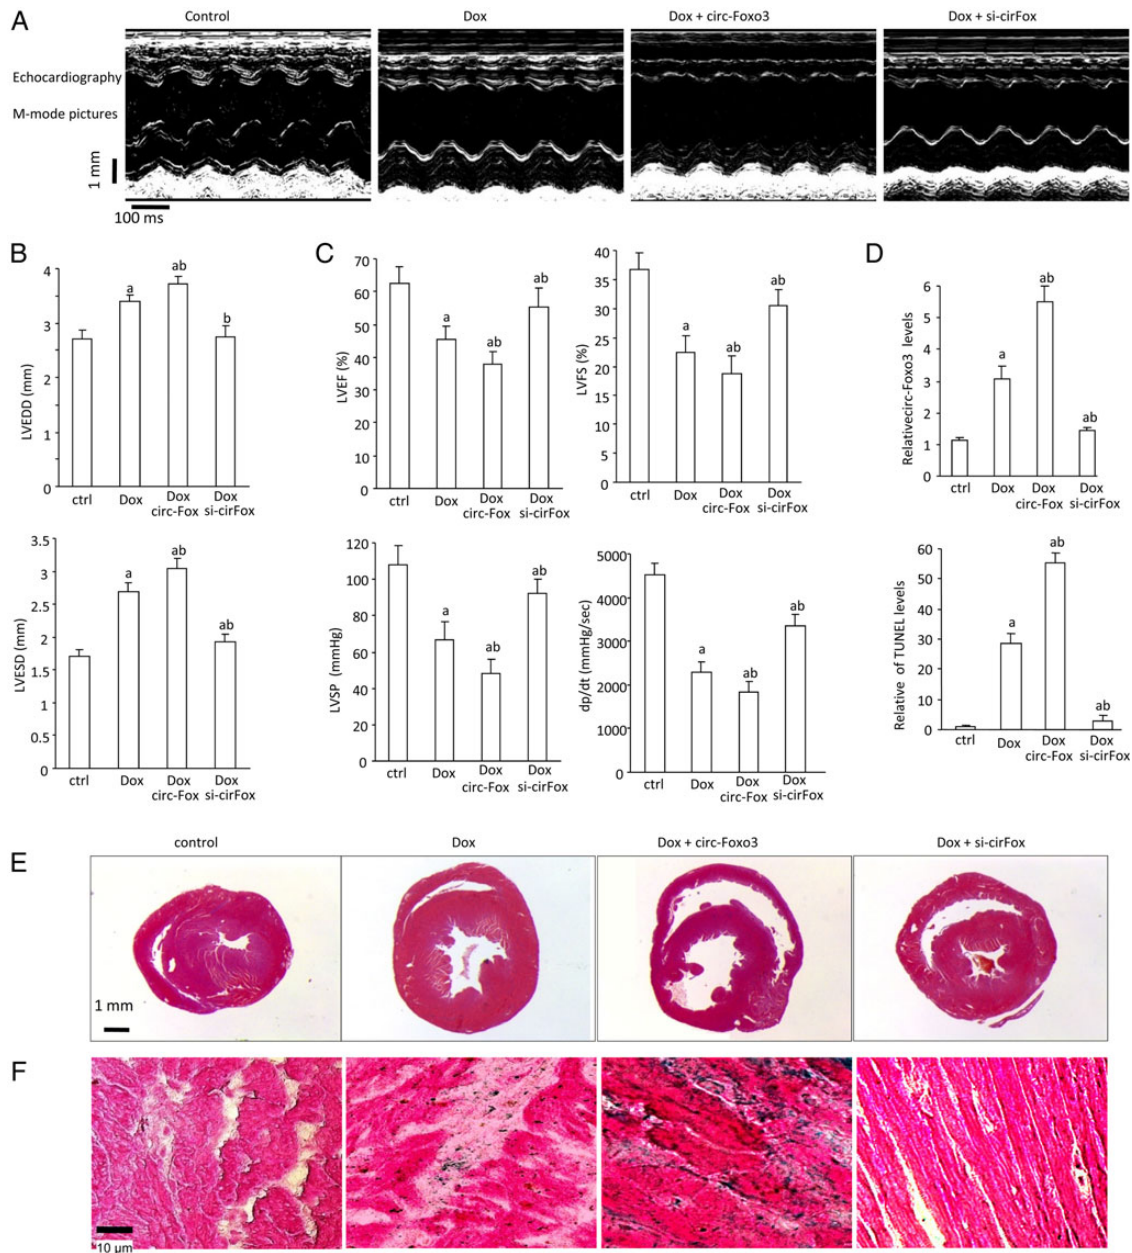 A
Control
Dox
Dox + circ-Foxo3
Dox + si-cirFox
Echocardiography
M-mode pictures
1 mm
100 ms
B
LVEDD (mm)
4
3
3
2
2
1
1
0
a
ab
b
ctrl
Dox
Dox circ-Fox
Dox si-cirFox
LVESD (mm)
3.5
3
2.5
2
1.5
1
0.5
0
a
ab
ab
ctrl
Dox
Dox circ-Fox
Dox si-cirFox
C
LVEF (%)
70
60
50
40
30
20
10
0
a
ab
ab
ctrl
Dox
Dox circ-Fox
Dox si-cirFox
LVFS (%)
40
35
30
25
20
15
10
5
0
a
ab
ab
ctrl
Dox
Dox circ-Fox
Dox si-cirFox
LVSP (mmHg)
120
100
80
60
40
20
0
a
ab
ab
ctrl
Dox
Dox circ-Fox
Dox si-cirFox
dp/dt (mmHg/sec)
5000
4000
3000
2000
1000
0
a
ab
ab
ctrl
Dox
Dox circ-Fox
Dox si-cirFox
D
Relativecirc-Foxo3 levels
6
5
4
3
2
1
0
a
ab
ab
ctrl
Dox
Dox circ-Fox
Dox si-cirFox
Relative of TUNEL levels
60
50
40
30
20
10
0
a
ab
ab
ctrl
Dox
Dox circ-Fox
Dox si-cirFox
E
control
Dox
Dox + circ-Foxo3
Dox + si-cirFox
1 mm
F
10 µm